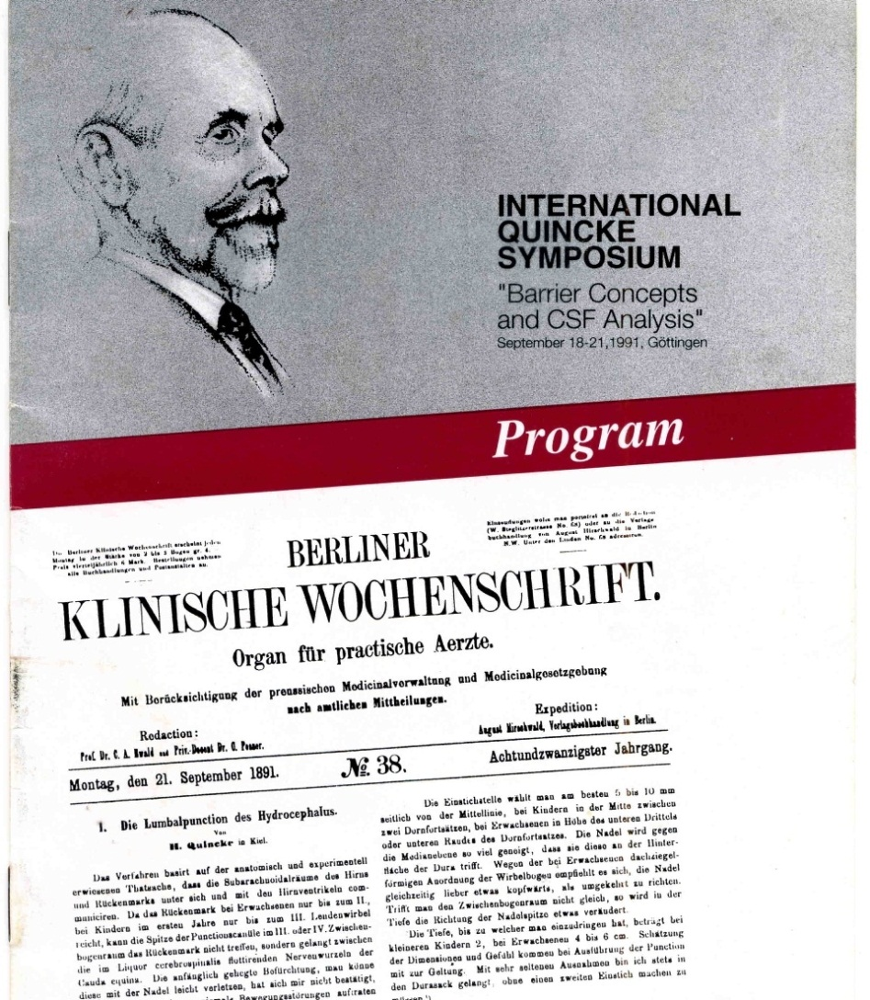 INTERNATIONAL
QUINCKE
SYMPOSIUM
"Barrier Concepts
and CSF Analysis"
September 18-21,1991, Göttingen
Program
Die Berliner Klinische Wochenschrift erscheint jeden
Montag in der Stärke von 2 bis 3 Bogen gr. 4.
Preis vierteljährlich 6 Mark. Bestellungen nehmen
alle Buchhandlungen und Postanstalten an.
Einsendungen wolle man portofrei an die Redaction
(W. Steglitzerstrasse No. 68) oder an die Verlags
buchhandlung von August Hirschwald in Berlin
N.W. Unter den Linden No. 68 adressiren.
BERLINER
KLINISCHE WOCHENSCHRIFT.
Organ für practische Aerzte.
Mit Berücksichtigung der preussischen Medicinalverwaltung und Medicinalgesetzgebung
nach amtlichen Mittheilungen.
Redaction:
Prof. Dr. C. A. Ewald und Priv.-Docent Dr. C. Posner.
Expedition:
August Hirschwald, Verlagsbuchhandlung in Berlin.
Montag, den 21. September 1891.
№. 38.
Achtundzwanzigster Jahrgang.
I. Die Lumbalpunction des Hydrocephalus.
Von
H. Quincke in Kiel.
Das Verfahren basirt auf der anatomisch und experimentell
erwiesenen Thatsache, dass die Subarachnoidalräume des Hirns
und Rückenmarks unter sich und mit den Hirnventrikeln com-
municiren. Da das Rückenmark bei Erwachsenen nur bis zum II.,
bei Kindern im ersten Jahre nur bis zum III. Lendenwirbel
reicht, kann die Spitze der Punctionscanüle im III. oder IV. Zwischen-
bogenraum das Rückenmark nicht treffen, sondern gelangt zwischen
die im Liquor cerebrospinalis flottirenden Nervenwurzeln der
Cauda equina. Die anfänglich gehegte Befürchtung, man könne
diese mit der Nadel leicht verletzen, hat sich mir nicht bestätigt,
Bewegungsstörungen auftraten
Die Einstichstelle wählt man am besten 5 bis 10 mm
seitlich von der Mittellinie, bei Kindern in der Mitte zwischen
zwei Dornfortsätzen, bei Erwachsenen in Höhe des unteren Drittels
oder unteren Randes des Dornfortsatzes. Die Nadel wird gegen
die Medianebene so viel geneigt, dass sie diese an der Hinter-
fläche der Dura trifft. Wegen der bei Erwachsenen dachziegel-
förmigen Anordnung der Wirbelbogen empfiehlt es sich, die Nadel
gleichzeitig lieber etwas kopfwärts, als umgekehrt zu richten.
Trifft man den Zwischenbogenraum nicht gleich, so wird in der
Tiefe die Richtung der Nadelspitze etwas verändert.
Die Tiefe, bis zu welcher man einzudringen hat, beträgt bei
kleineren Kindern 2, bei Erwachsenen 4 bis 6 cm. Schätzung
der Dimensionen und Gefühl kommen bei Ausführung der Punction
mit zur Geltung. Mit sehr seltenen Ausnahmen bin ich stets in
den Durasack gelangt, ohne einen zweiten Einstich machen zu
müssen.